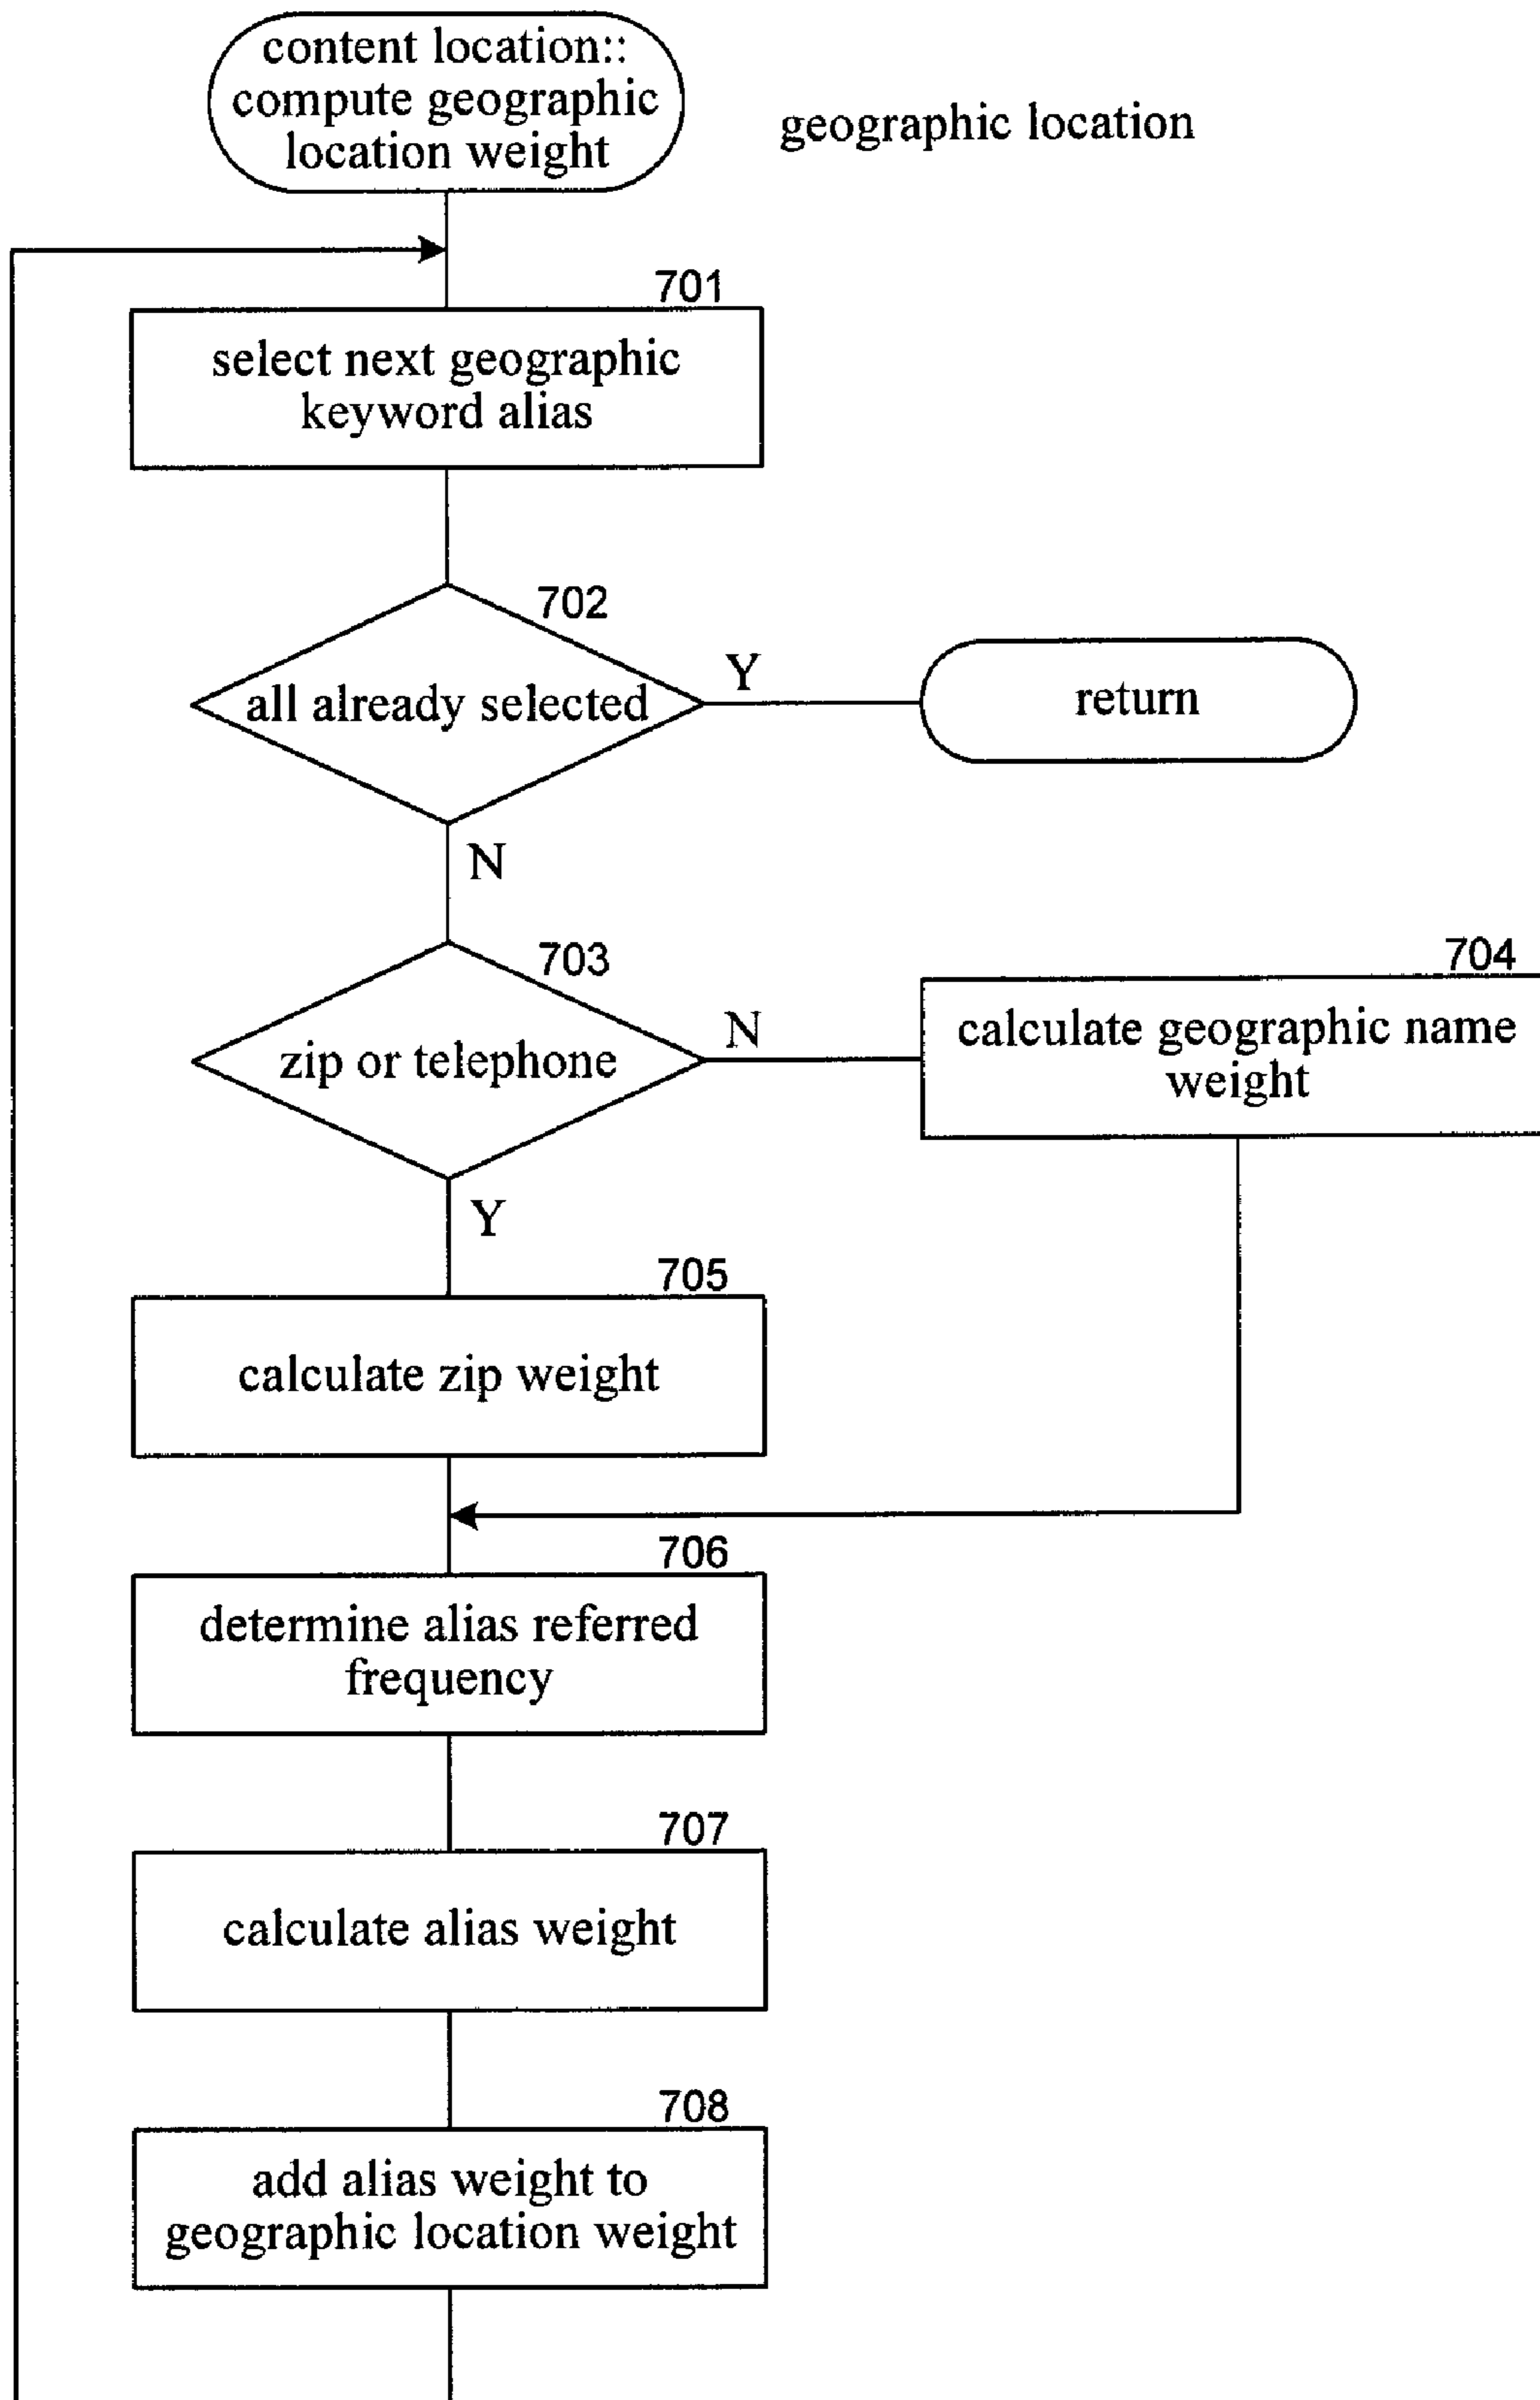 content location::
compute geographic
location weight
geographic location
701
select next geographic
keyword alias
702
all already selected
Y
return
N
703
zip or telephone
N
704
calculate geographic name
weight
Y
705
calculate zip weight
706
determine alias referred
frequency
707
calculate alias weight
708
add alias weight to
geographic location weight